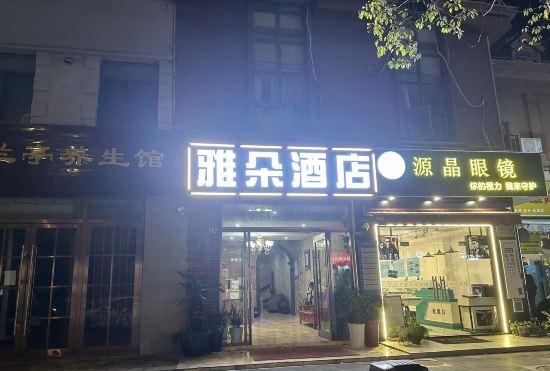 亭养生馆
雅朵酒店
源晶眼镜
你的视力 我来守护